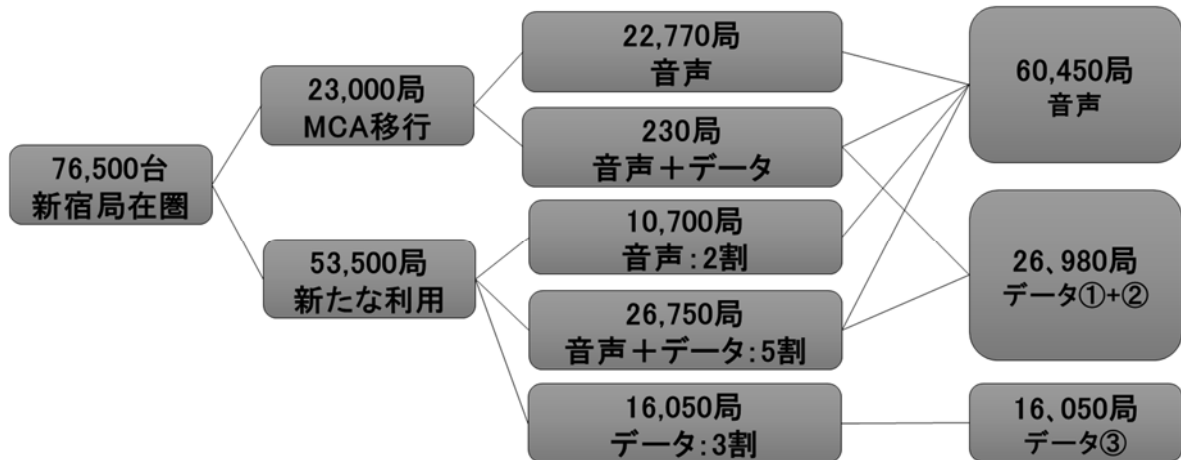 76,500台
新宿局在圏
23,000局
MCA移行
53,500局
新たな利用
22,770局
音声
230局
音声＋データ
10,700局
音声：2割
26,750局
音声＋データ：5割
16,050局
データ：3割
60,450局
音声
26、980局
データ①+②
16、050局
データ③